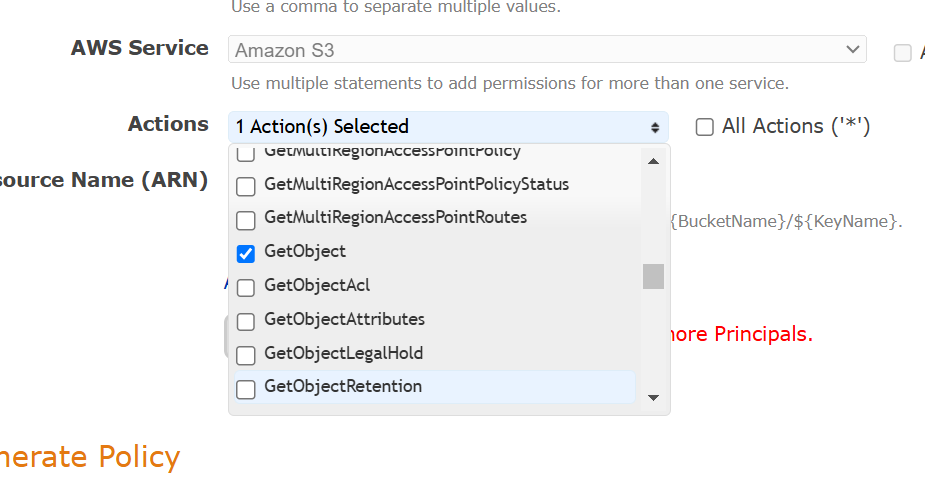 Use a comma to separate multiple values.
AWS Service
Amazon S3
Use multiple statements to add permissions for more than one service.
Actions
1 Action(s) Selected
All Actions ('*')
GetMultiRegionAccessPointPolicy
source Name (ARN)
GetMultiRegionAccessPointPolicyStatus
GetMultiRegionAccessPointRoutes
{BucketName}/${KeyName}.
GetObject
GetObjectAcl
GetObjectAttributes
ore Principals.
GetObjectLegalHold
GetObjectRetention
nerate Policy